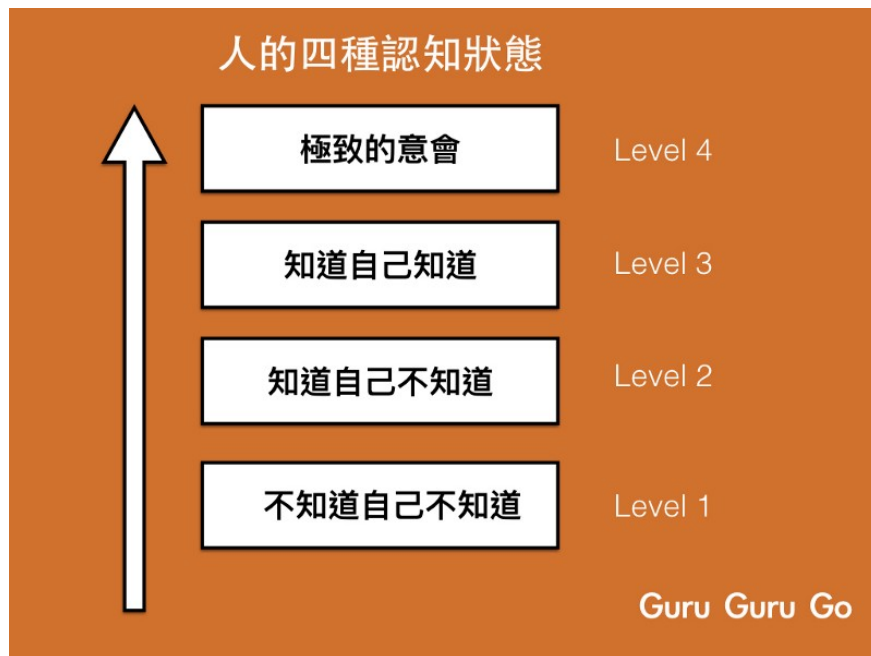 人的四種認知狀態
極致的意會 Level 4
知道自己知道 Level 3
知道自己不知道 Level 2
不知道自己不知道 Level 1
Guru Guru Go